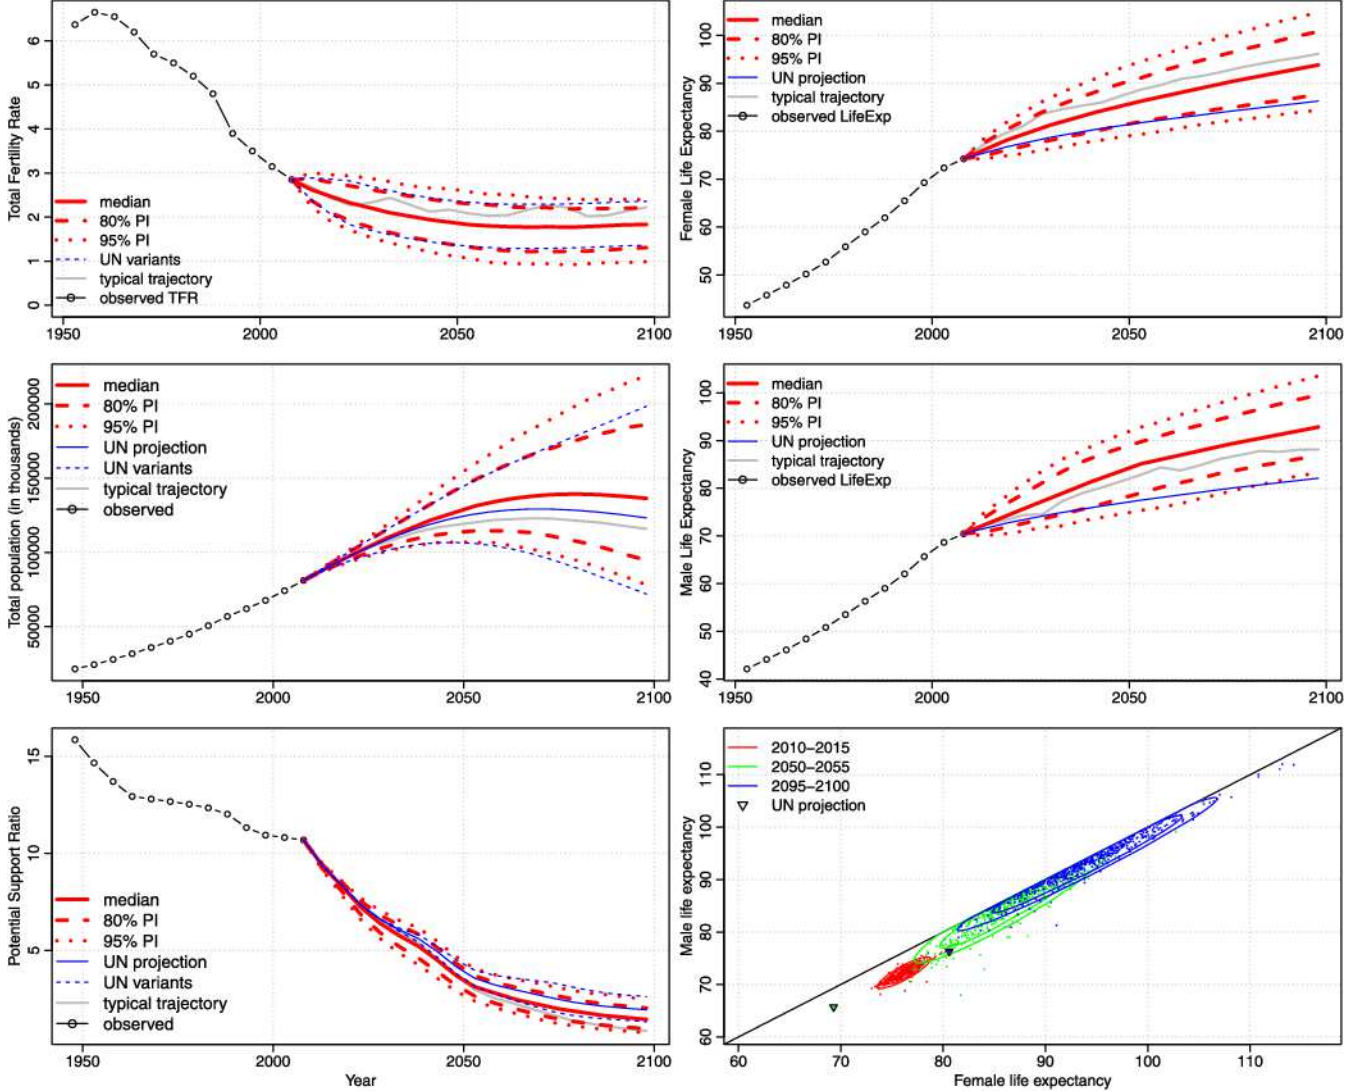 Total Fertility Rate
6
5
4
3
2
1
0
median
80% PI
95% PI
UN variants
typical trajectory
observed TFR
1950
2000
2050
2100
Female Life Expectancy
100
90
80
70
60
50
median
80% PI
95% PI
UN projection
typical trajectory
observed LifeExp
1950
2000
2050
2100
Total population (in thousands)
200000
150000
100000
50000
median
80% PI
95% PI
UN projection
UN variants
typical trajectory
observed
1950
2000
2050
2100
Male Life Expectancy
100
90
80
70
60
50
40
median
80% PI
95% PI
UN projection
typical trajectory
observed LifeExp
1950
2000
2050
2100
Potential Support Ratio
15
10
5
median
80% PI
95% PI
UN projection
UN variants
typical trajectory
observed
1950
2000
2050
2100
Year
Male life expectancy
110
100
90
80
70
60
2010–2015
2050–2055
2095–2100
UN projection
60
70
80
90
100
110
Female life expectancy